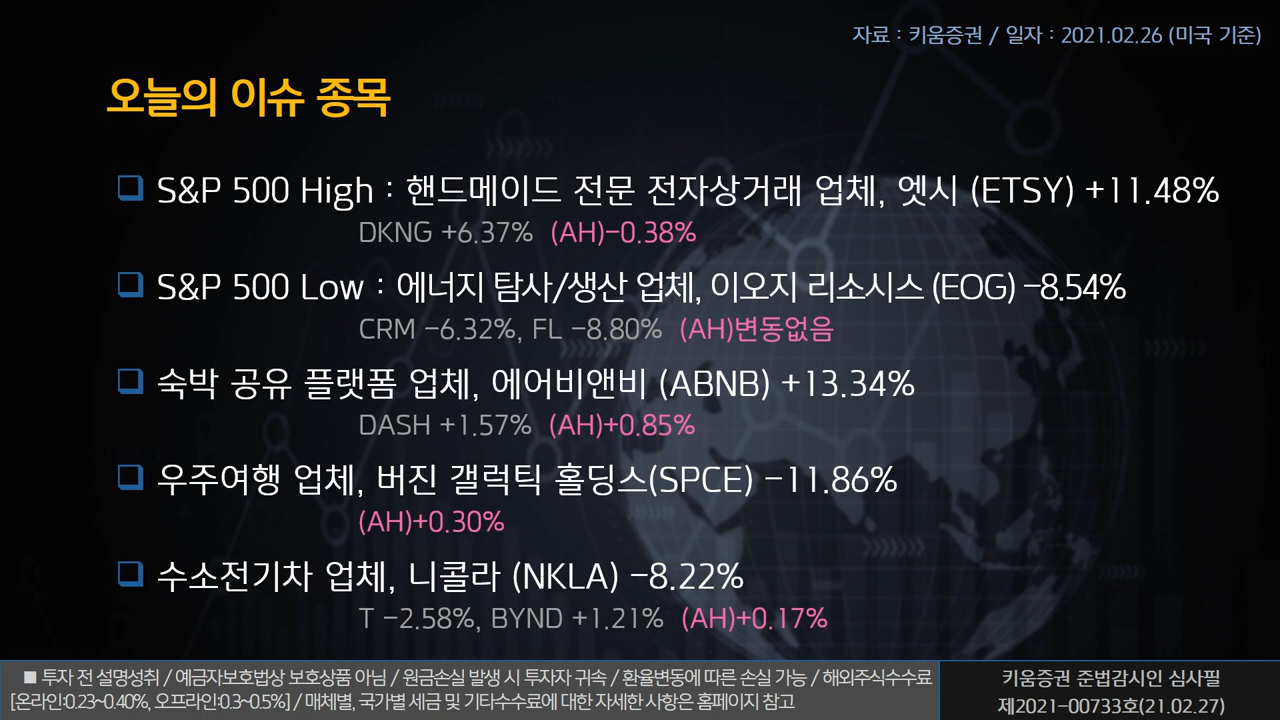 자료 : 키움증권 / 일자 : 2021.02.26 (미국 기준)
오늘의 이슈 종목
❑ S&P 500 High : 핸드메이드 전문 전자상거래 업체, 엣시 (ETSY) +11.48%
DKNG +6.37% (AH)-0.38%
❑ S&P 500 Low : 에너지 탐사/생산 업체, 이오지 리소시스 (EOG) -8.54%
CRM -6.32%, FL -8.80% (AH)변동없음
❑ 숙박 공유 플랫폼 업체, 에어비앤비 (ABNB) +13.34%
DASH +1.57% (AH)+0.85%
❑ 우주여행 업체, 버진 갤럭틱 홀딩스(SPCE) -11.86%
(AH)+0.30%
❑ 수소전기차 업체, 니콜라 (NKLA) -8.22%
T -2.58%, BYND +1.21% (AH)+0.17%
■ 투자 전 설명성취 / 예금자보호법상 보호상품 아님 / 원금손실 발생 시 투자자 귀속 / 환율변동에 따른 손실 가능 / 해외주식수수료
[온라인:0.23~0.40%, 오프라인:0.3~0.5%] / 매체별, 국가별 세금 및 기타수수료에 대한 자세한 사항은 홈페이지 참고
키움증권 준법감시인 심사필
제2021-00733호(21.02.27)